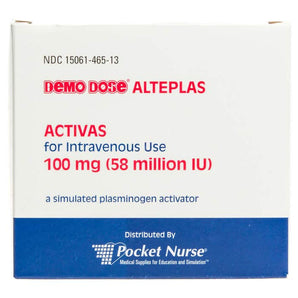 NDC 15061-465-13
DEMO DOSE® ALTEPLAS
ACTIVAS
for Intravenous Use
100 mg (58 million IU)
a simulated plasminogen activator
Distributed By
Pocket Nurse®
Medical Supplies for Education and Simulation™